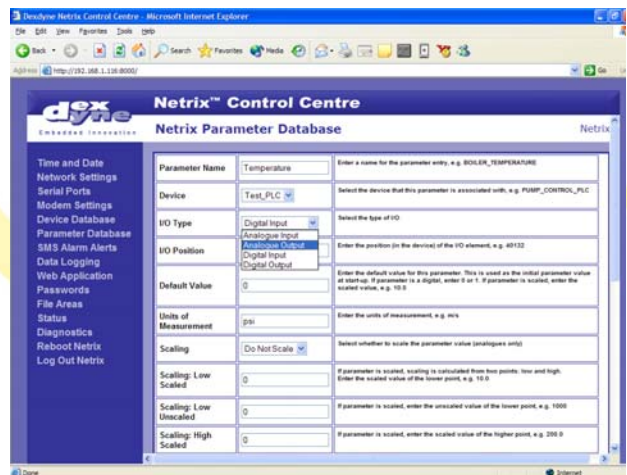 Dexdyne Netrix Control Centre - Microsoft Internet Explorer
File Edit View Favorites Tools Help
Back Search Favorites Media
Address http://192.168.1.116:8000/ Go
dexdyne
Embedded Innovation
Netrix™ Control Centre
Netrix Parameter Database
Netrix
Time and Date
Network Settings
Serial Ports
Modem Settings
Device Database
Parameter Database
SMS Alarm Alerts
Data Logging
Web Application
Passwords
File Areas
Status
Diagnostics
Reboot Netrix
Log Out Netrix
Parameter Name Temperature Enter a name for the parameter entry, e.g. BOILER_TEMPERATURE
Device Test_PLC Select the device that this parameter is associated with, e.g. PUMP_CONTROL_PLC
I/O Type Digital Input Select the type of I/O
Analogue Input
Analogue Output
Digital Input
Digital Output
I/O Position Enter the position (in the device) of the I/O element, e.g. 40132
Default Value 0 Enter the default value for this parameter. This is used as the initial parameter value
at start-up. If parameter is a digital, enter 0 or 1. If parameter is scaled, enter the
scaled value, e.g. 10.0
Units of
Measurement psi Enter the units of measurement, e.g. m/s
Scaling Do Not Scale Select whether to scale the parameter value (analogues only)
Scaling: Low
Scaled 0 If parameter is scaled, scaling is calculated from two points: low and high.
Enter the scaled value of the lower point, e.g. 10.0
Scaling: Low
Unscaled 0 If parameter is scaled, enter the unscaled value of the lower point, e.g. 1000
Scaling: High
Scaled 0 If parameter is scaled, enter the scaled value of the higher point, e.g. 200.0
Done Internet